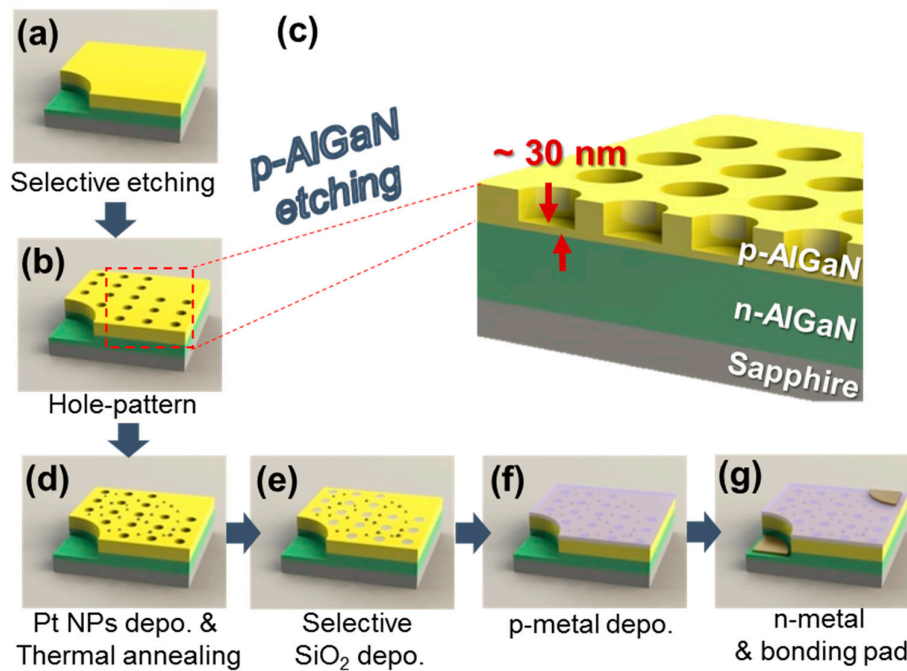 (a)
Selective etching
(b)
Hole-pattern
p-AlGaN
etching
(c)
~ 30 nm
p-AlGaN
n-AlGaN
Sapphire
(d)
Pt NPs depo. &
Thermal annealing
(e)
Selective
SiO₂ depo.
(f)
p-metal depo.
(g)
n-metal
& bonding pad